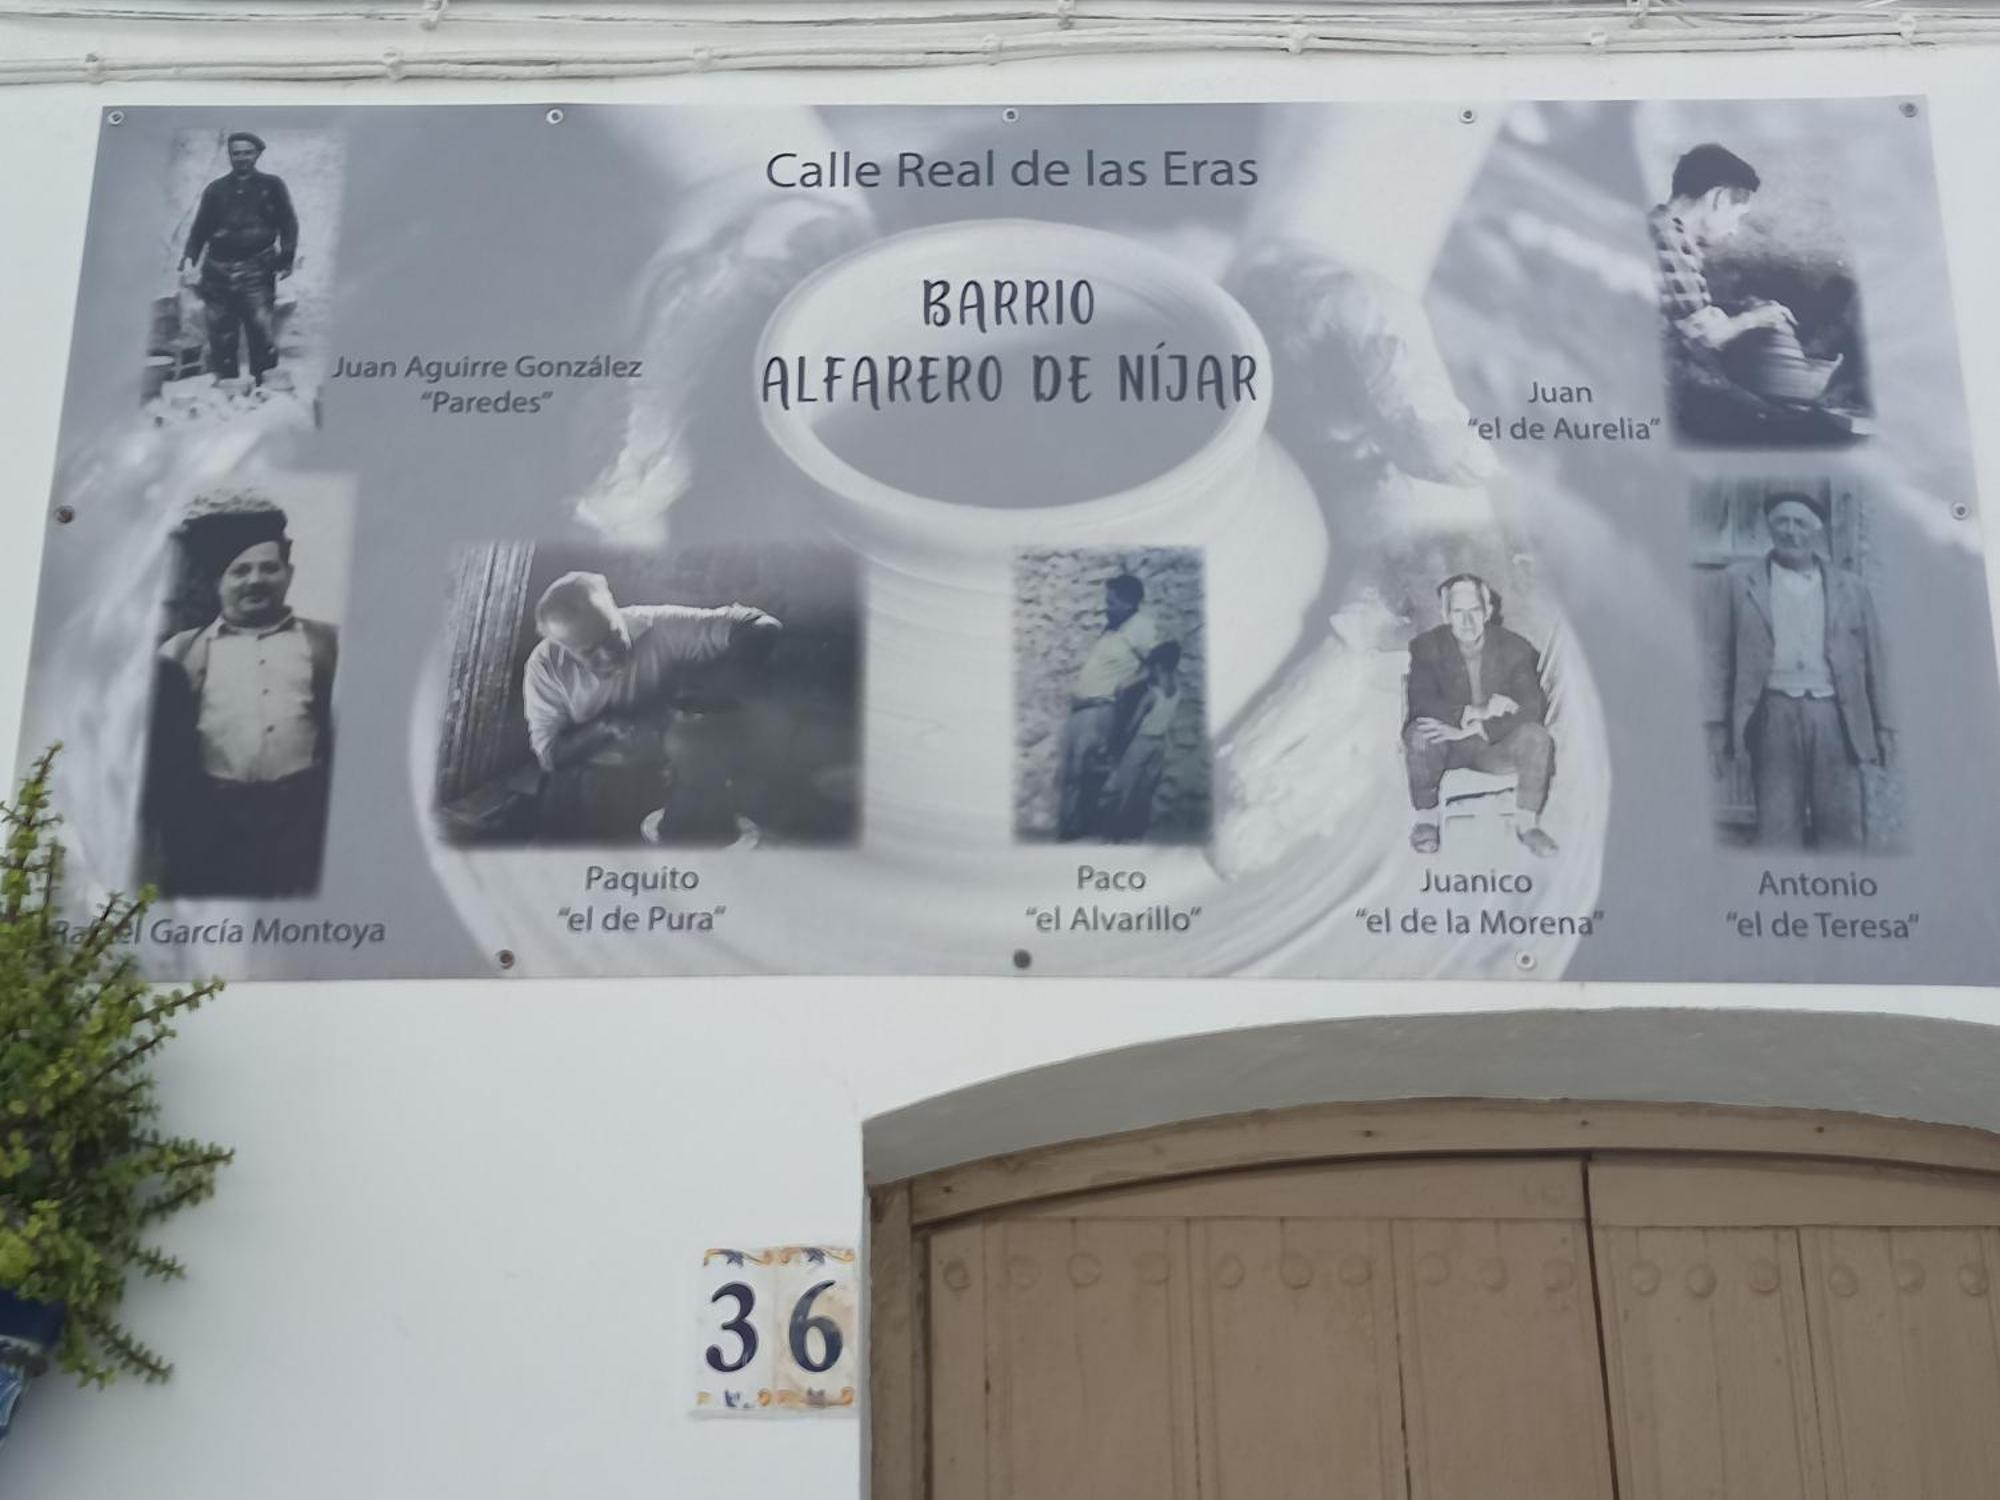 Calle Real de las Eras
BARRIO
ALFARERO DE NÍJAR
Juan Aguirre González
“Paredes”
Juan
“el de Aurelia”
Rafael García Montoya
Paquito
“el de Pura”
Paco
“el Alvarillo”
Juanico
“el de la Morena”
Antonio
“el de Teresa”
36